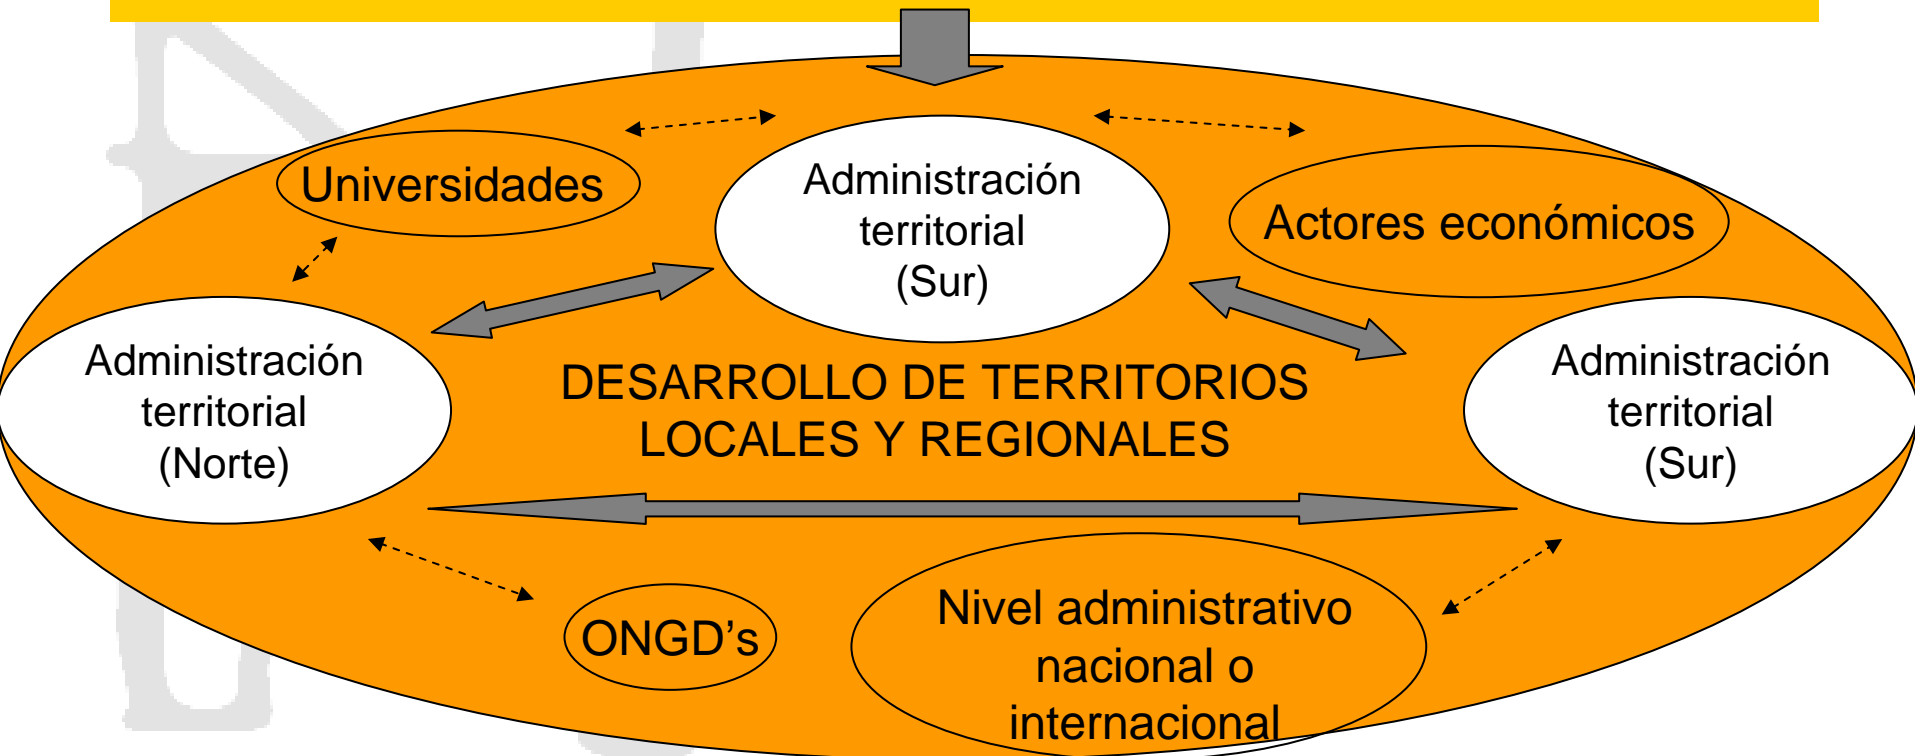 Universidades
Administración
territorial
(Sur)
Actores económicos
Administración
territorial
(Norte)
DESARROLLO DE TERRITORIOS
LOCALES Y REGIONALES
Administración
territorial
(Sur)
ONGD’s
Nivel administrativo
nacional o
internacional